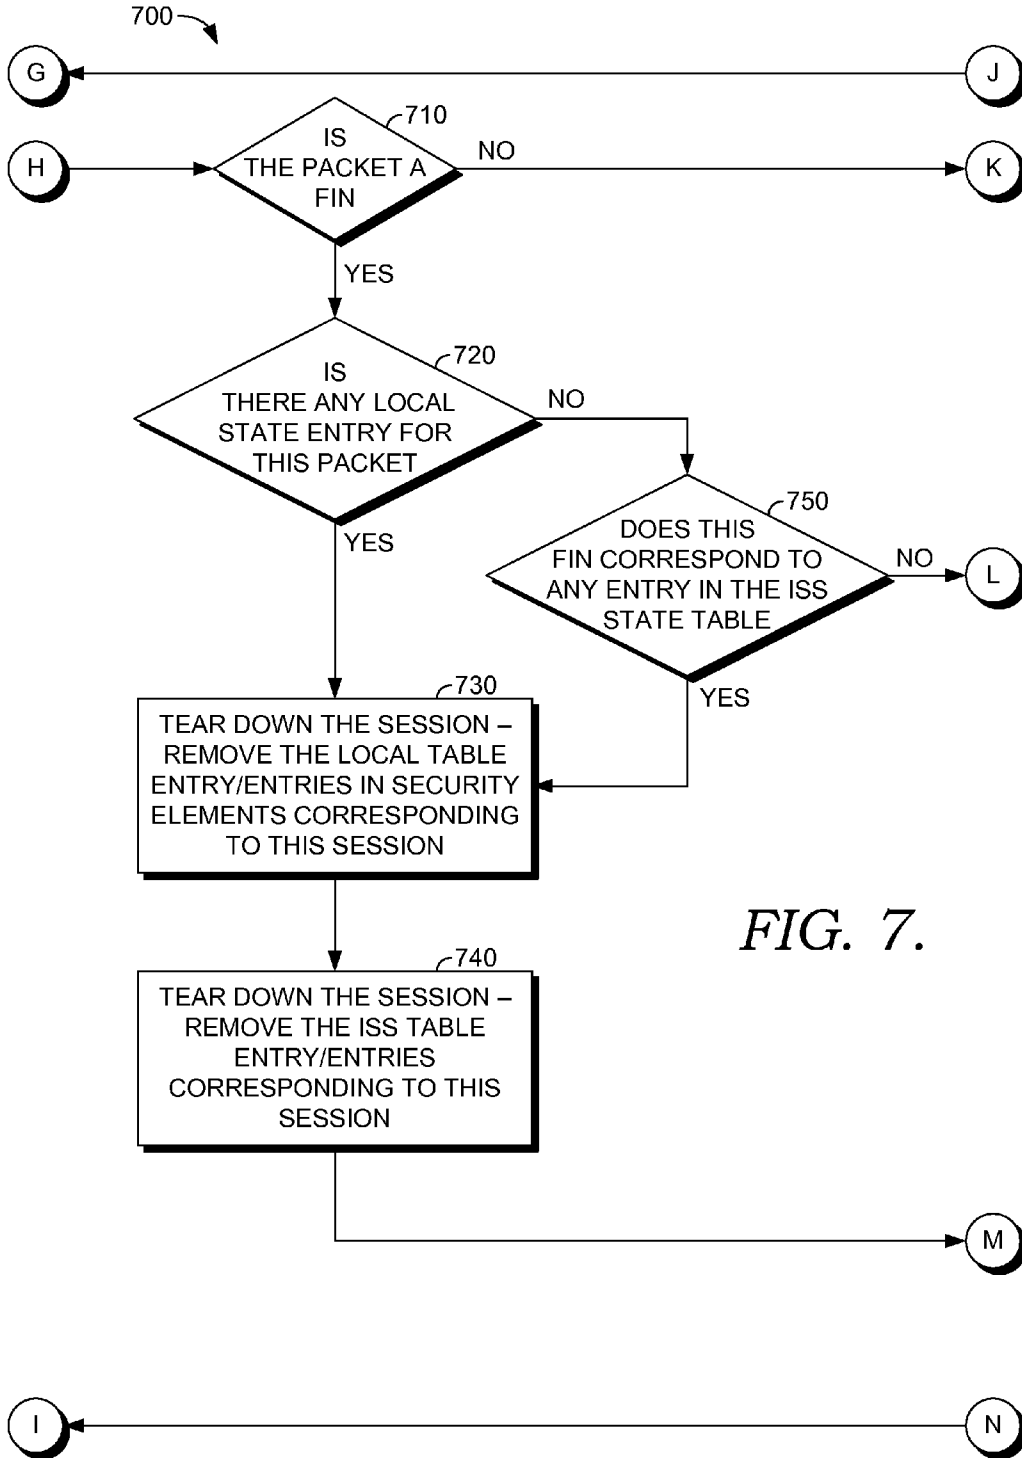 700
G
J
710
IS
THE PACKET A
FIN
H
NO
K
YES
720
IS
THERE ANY LOCAL
STATE ENTRY FOR
THIS PACKET
NO
YES
750
DOES THIS
FIN CORRESPOND TO
ANY ENTRY IN THE ISS
STATE TABLE
NO
L
YES
730
TEAR DOWN THE SESSION –
REMOVE THE LOCAL TABLE
ENTRY/ENTRIES IN SECURITY
ELEMENTS CORRESPONDING
TO THIS SESSION
FIG. 7.
740
TEAR DOWN THE SESSION –
REMOVE THE ISS TABLE
ENTRY/ENTRIES
CORRESPONDING TO THIS
SESSION
M
I
N